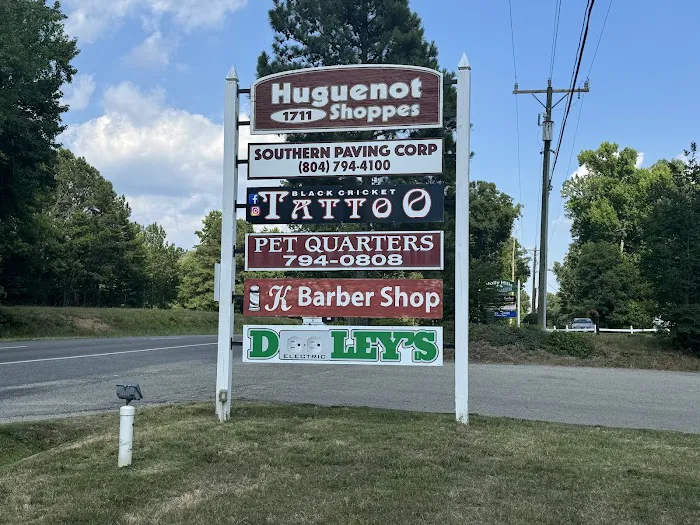 Huguenot
1711 Shoppes
SOUTHERN PAVING CORP
(804) 794-4100
BLACK CRICKET
TATTOO
PET QUARTERS
794-0808
K Barber Shop
D LEY'S
ELECTRIC